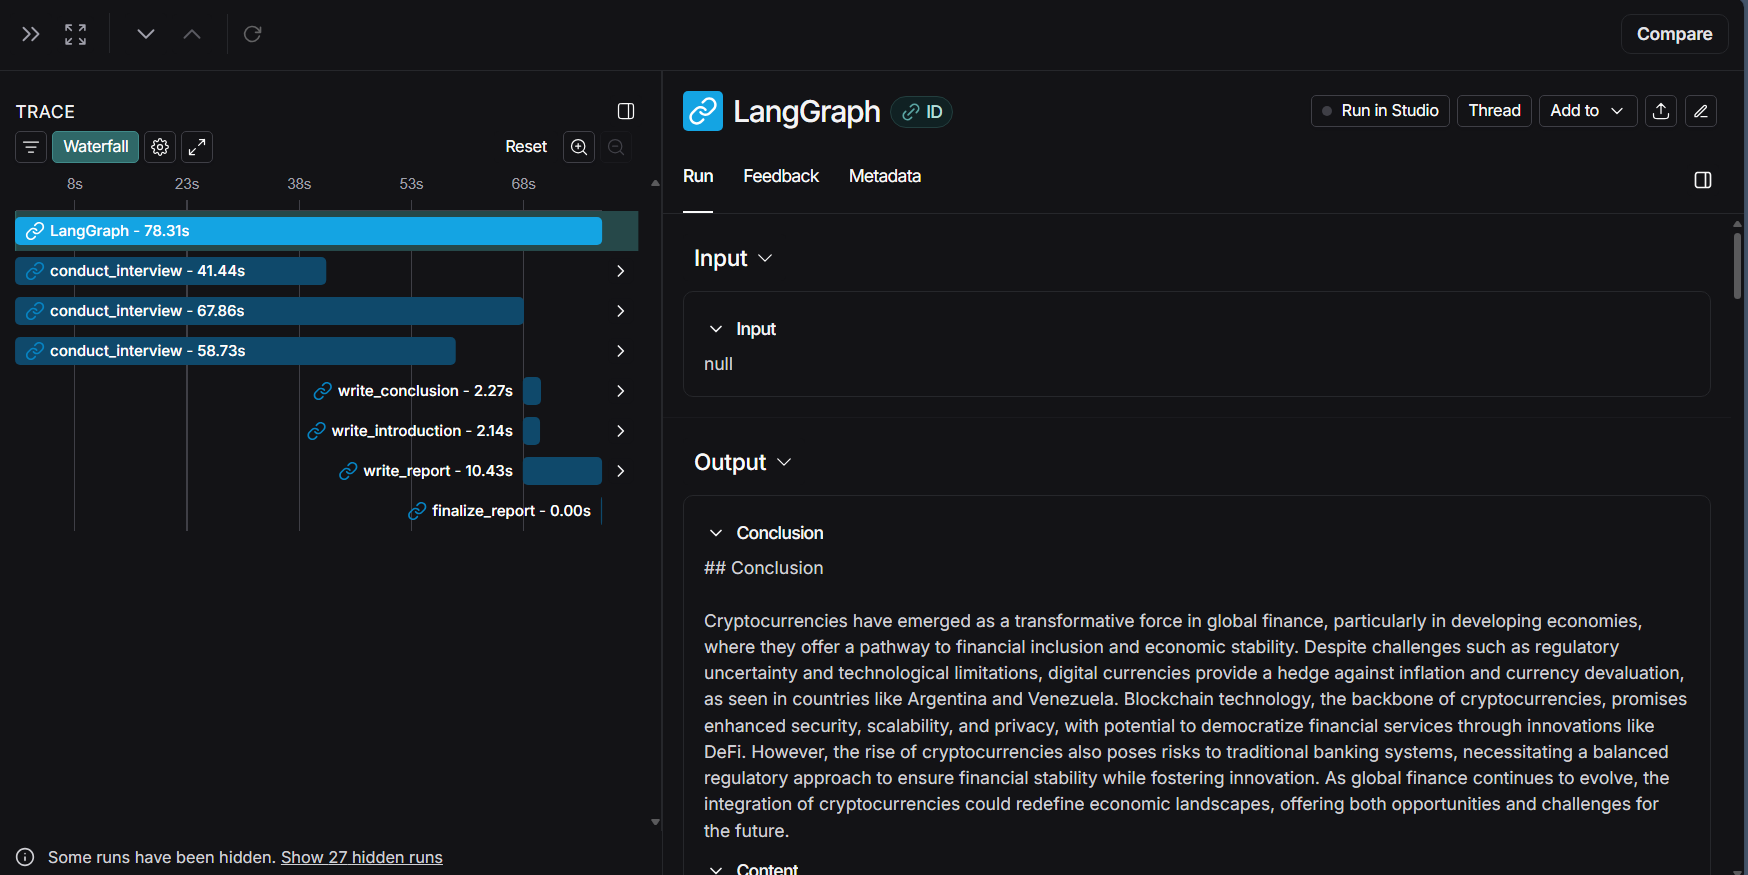 Compare
TRACE
Waterfall
Reset
8s 23s 38s 53s 68s
LangGraph - 78.31s
conduct_interview - 41.44s
conduct_interview - 67.86s
conduct_interview - 58.73s
write_conclusion - 2.27s
write_introduction - 2.14s
write_report - 10.43s
finalize_report - 0.00s
Some runs have been hidden. Show 27 hidden runs
LangGraph ID
Run in Studio Thread Add to
Run Feedback Metadata
Input
Input
null
Output
Conclusion
## Conclusion
Cryptocurrencies have emerged as a transformative force in global finance, particularly in developing economies,
where they offer a pathway to financial inclusion and economic stability. Despite challenges such as regulatory
uncertainty and technological limitations, digital currencies provide a hedge against inflation and currency devaluation,
as seen in countries like Argentina and Venezuela. Blockchain technology, the backbone of cryptocurrencies, promises
enhanced security, scalability, and privacy, with potential to democratize financial services through innovations like
DeFi. However, the rise of cryptocurrencies also poses risks to traditional banking systems, necessitating a balanced
regulatory approach to ensure financial stability while fostering innovation. As global finance continues to evolve, the
integration of cryptocurrencies could redefine economic landscapes, offering both opportunities and challenges for
the future.
Content